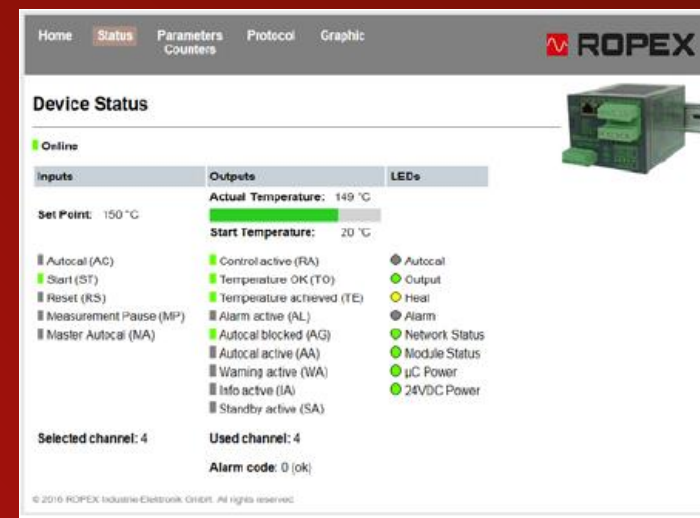 Home Status Parameters Counters Protocol Graphic
ROPEX
Device Status
Online
Inputs Outputs LEDs
Actual Temperature: 149 °C
Set Point: 150 °C
Start Temperature: 20 °C
Autocal (AC) Control active (RA) Autocal
Start (ST) Temperature OK (TO) Output
Reset (RS) Temperature achieved (TE) Heat
Measurement Pause (MP) Alarm active (AL) Alarm
Master Autocal (MA) Autocal blocked (AG) Network Status
Autocal active (AA) Module Status
Warning active (WA) µC Power
Info active (IA) 24VDC Power
Standby active (SA)
Selected channel: 4 Used channel: 4
Alarm code: 0 (ok)
© 2016 ROPEX Industrie-Elektronik GmbH. All rights reserved.